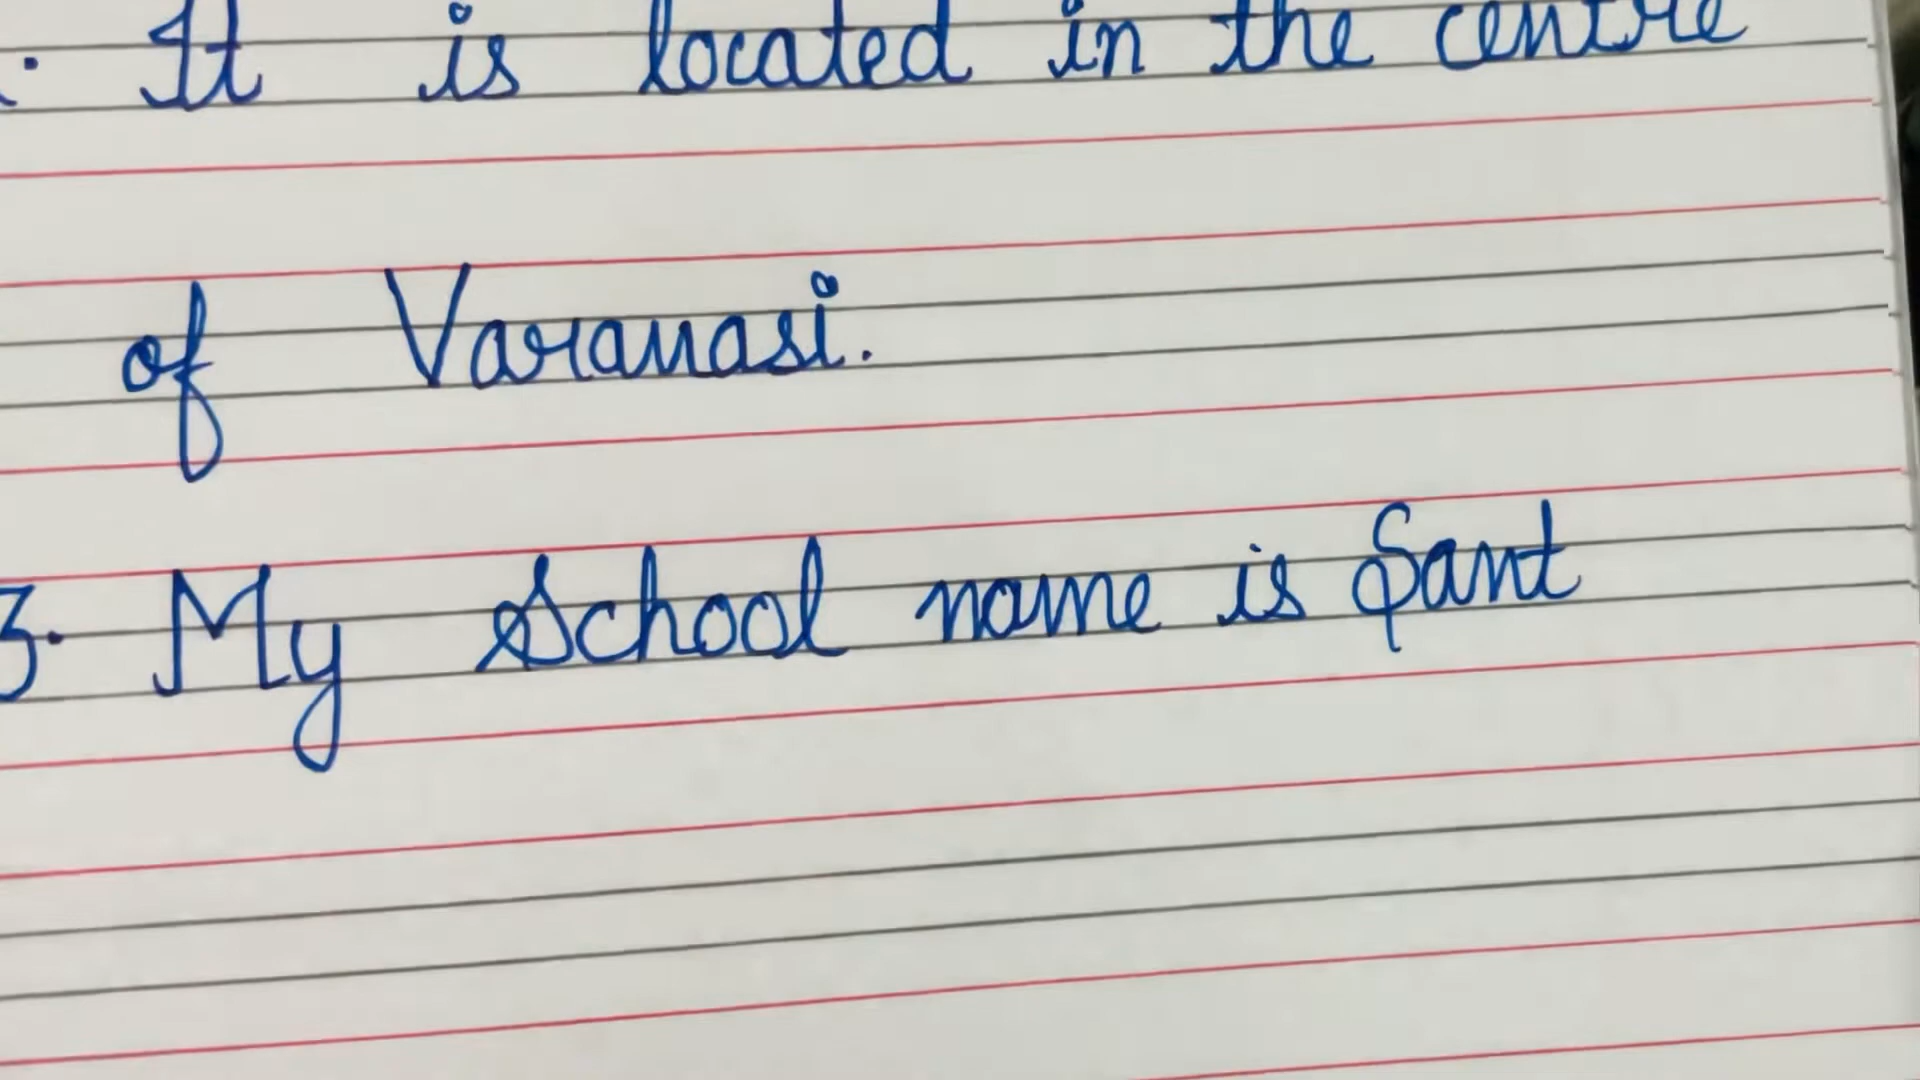 . It is located in the centre
of Varanasi.
3. My School name is Sant